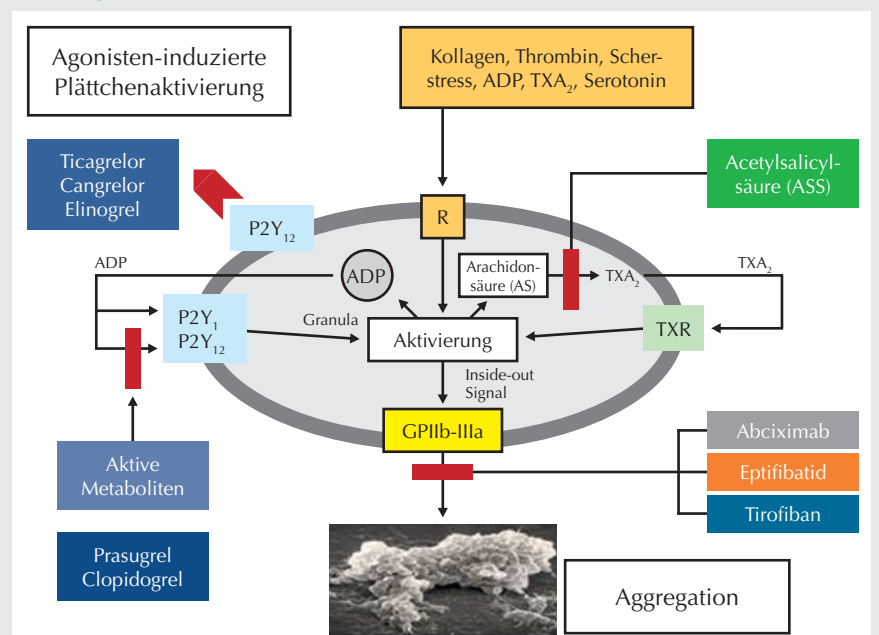 Agonisten-induzierte
Plättchenaktivierung
Kollagen, Thrombin, Scher-
stress, ADP, TXA₂, Serotonin
Ticagrelor
Cangrelor
Elinogrel
Acetylsalicyl-
säure (ASS)
P2Y₁₂
R
ADP
ADP
Arachidon-
säure (AS)
TXA₂
TXA₂
P2Y₁
P2Y₁₂
Granula
Aktivierung
TXR
Inside-out
Signal
GPIIb-IIIa
Aktive
Metaboliten
Abciximab
Eptifibatid
Tirofiban
Prasugrel
Clopidogrel
Aggregation